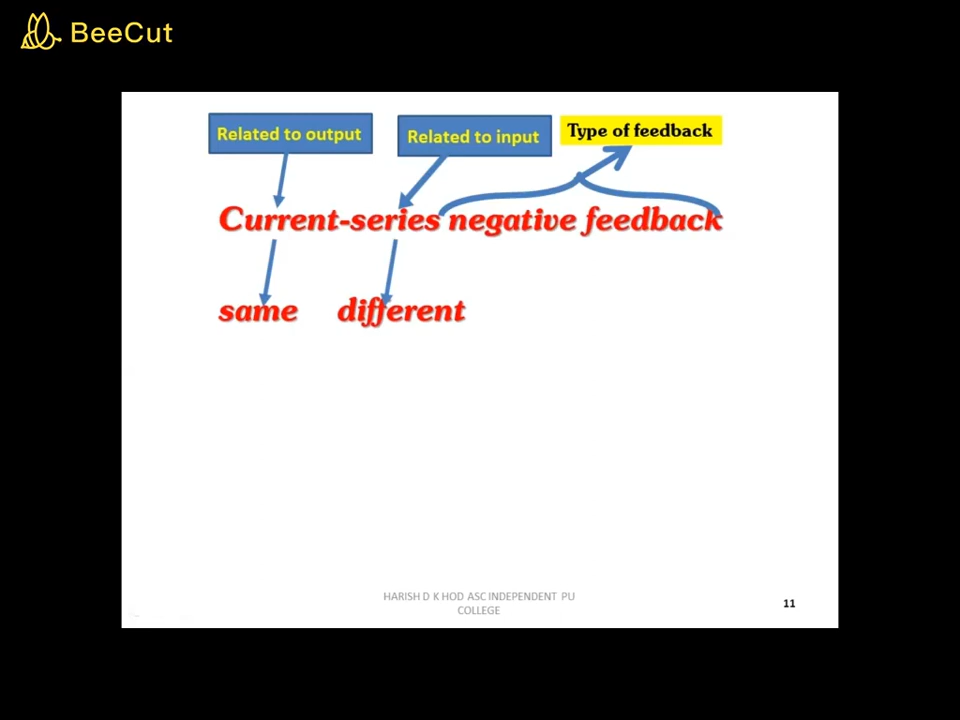 BeeCut
Related to output
Related to input
Type of feedback
Current-series negative feedback
same different
HARISH D K HOD ASC INDEPENDENT PU
COLLEGE
11